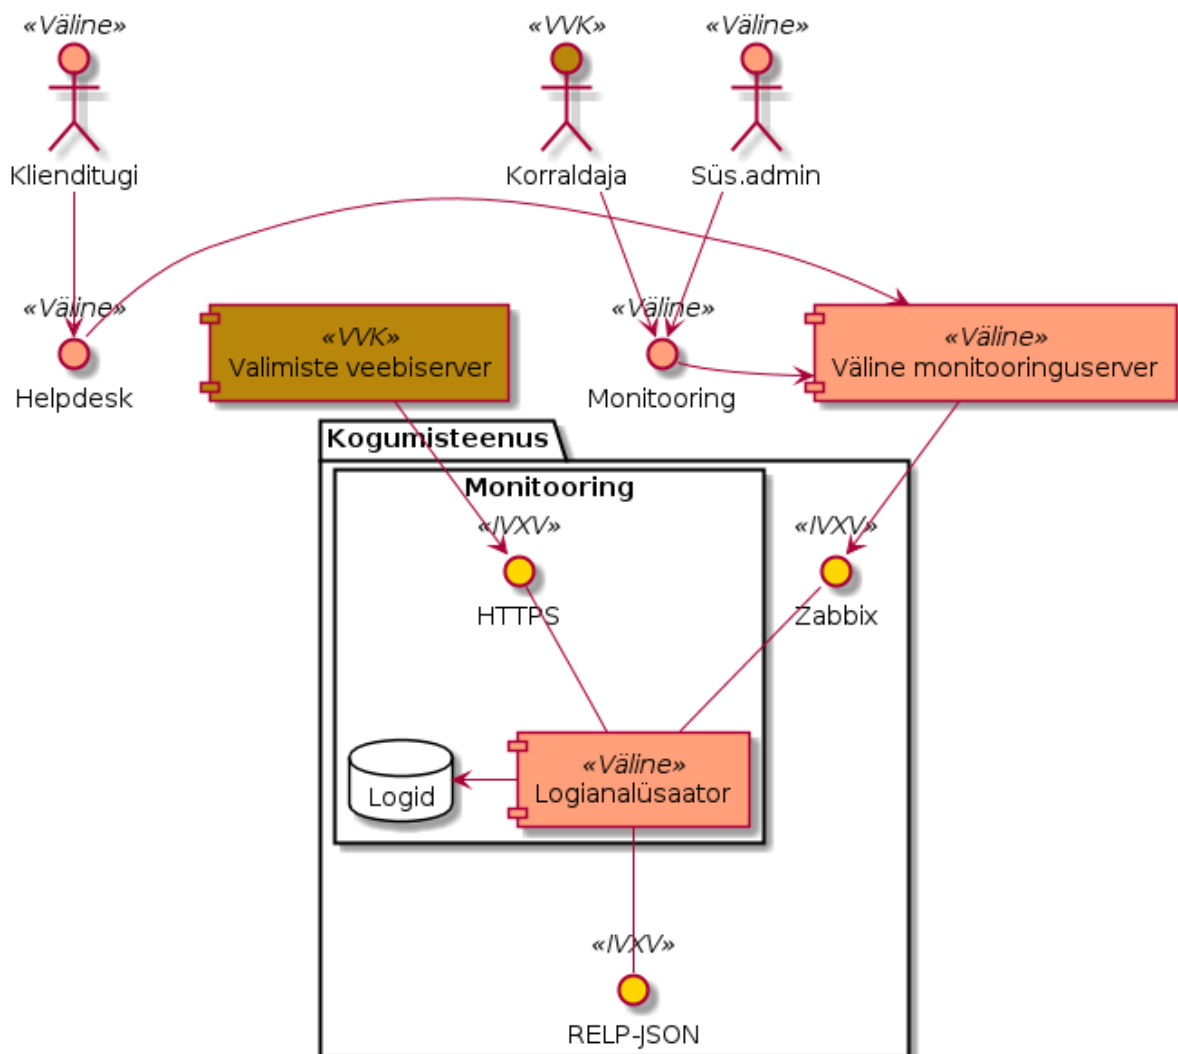 «Väline»
Klienditugi
«VVK»
Korraldaja
«Väline»
Süs.admin
«Väline»
Helpdesk
«VVK»
Valimiste veebiserver
«Väline»
Monitooring
«Väline»
Väline monitooringuserver
Kogumisteenus
Monitooring
«IVXV»
HTTPS
«IVXV»
Zabbix
Logid
«Väline»
Logianalüsaator
«IVXV»
RELP-JSON